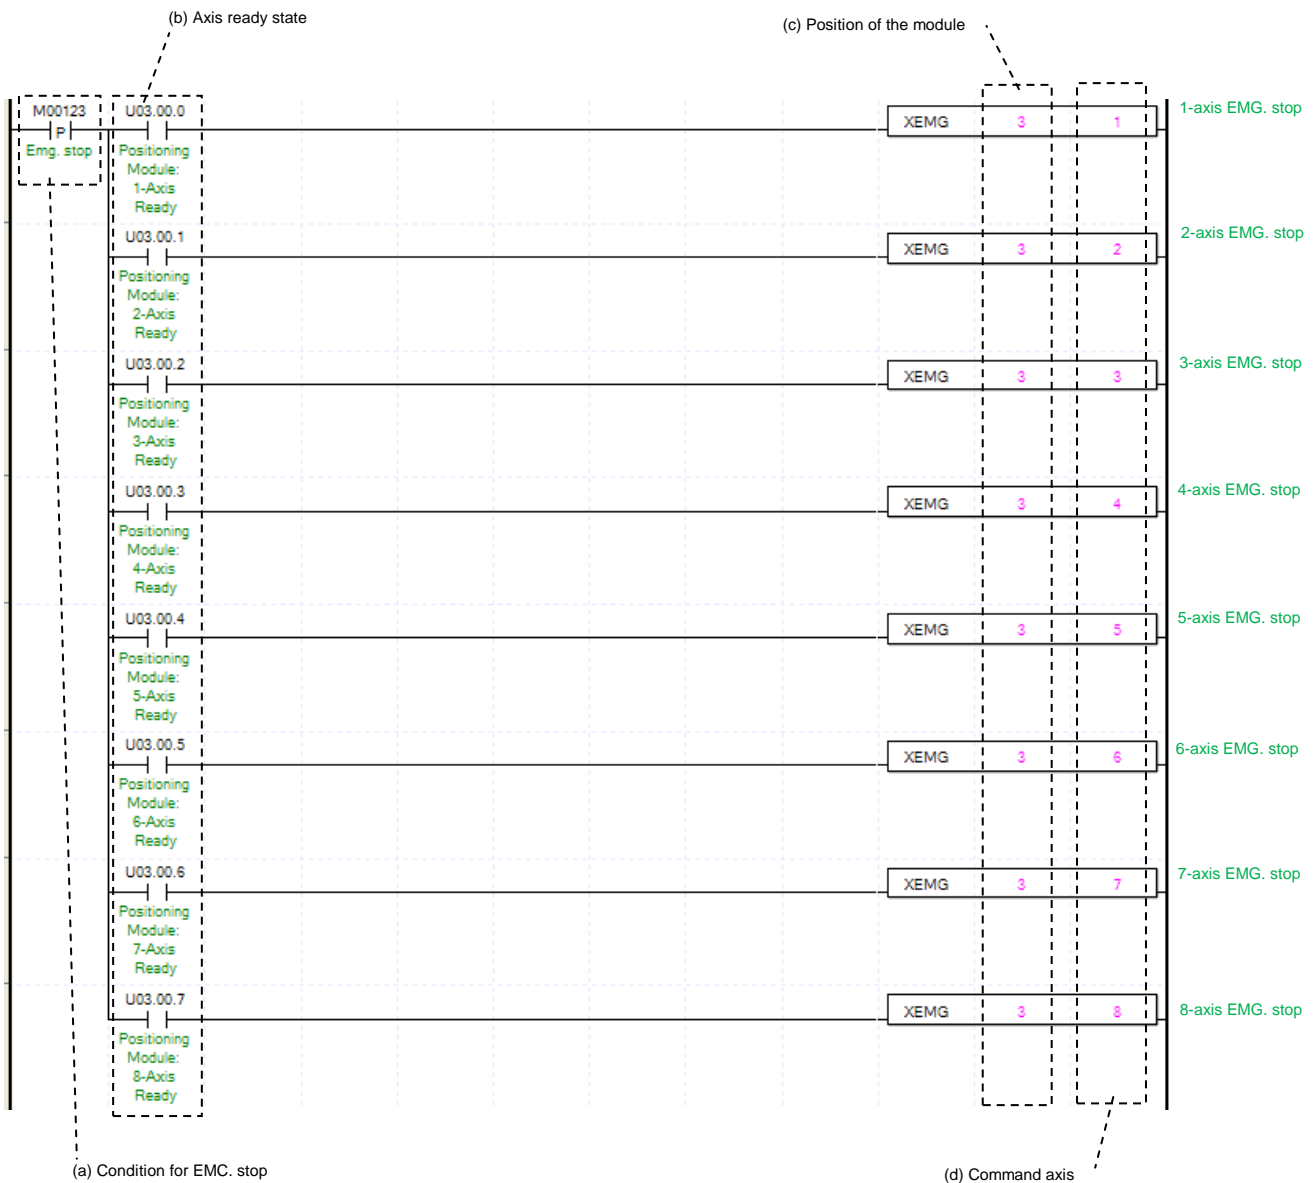 (b) Axis ready state
(c) Position of the module
M00123
P
Emg. stop
U03.00.0
Positioning
Module:
1-Axis
Ready
XEMG 3 1
1-axis EMG. stop
U03.00.1
Positioning
Module:
2-Axis
Ready
XEMG 3 2
2-axis EMG. stop
U03.00.2
Positioning
Module:
3-Axis
Ready
XEMG 3 3
3-axis EMG. stop
U03.00.3
Positioning
Module:
4-Axis
Ready
XEMG 3 4
4-axis EMG. stop
U03.00.4
Positioning
Module:
5-Axis
Ready
XEMG 3 5
5-axis EMG. stop
U03.00.5
Positioning
Module:
6-Axis
Ready
XEMG 3 6
6-axis EMG. stop
U03.00.6
Positioning
Module:
7-Axis
Ready
XEMG 3 7
7-axis EMG. stop
U03.00.7
Positioning
Module:
8-Axis
Ready
XEMG 3 8
8-axis EMG. stop
(a) Condition for EMC. stop
(d) Command axis